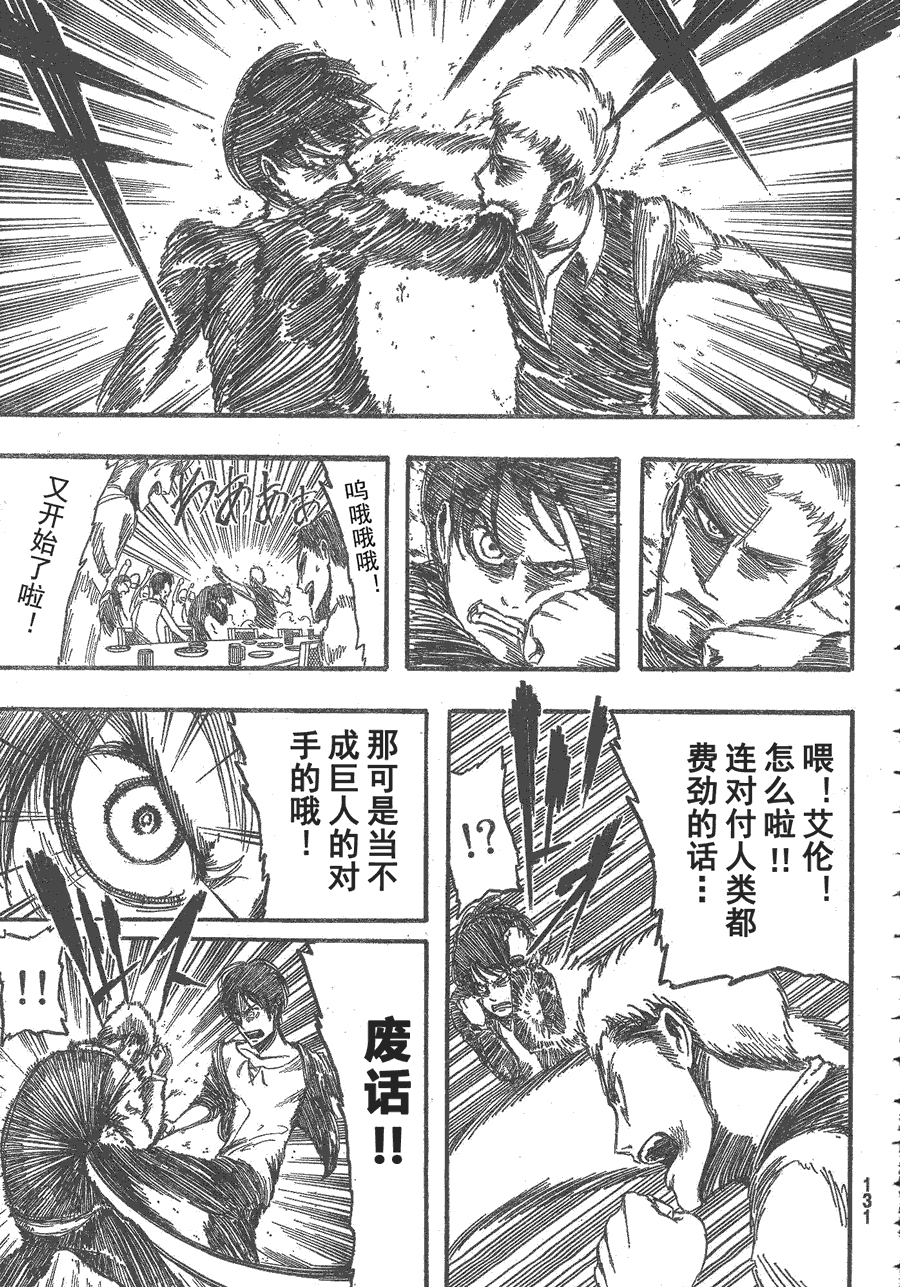 呜哦哦哦！
わあああぁ
又开始了啦！
喂！艾伦！
怎么啦!!
连对付人类都
费劲的话…
!?
那可是当不
成巨人的对
手的哦！
废话!!
!!
131